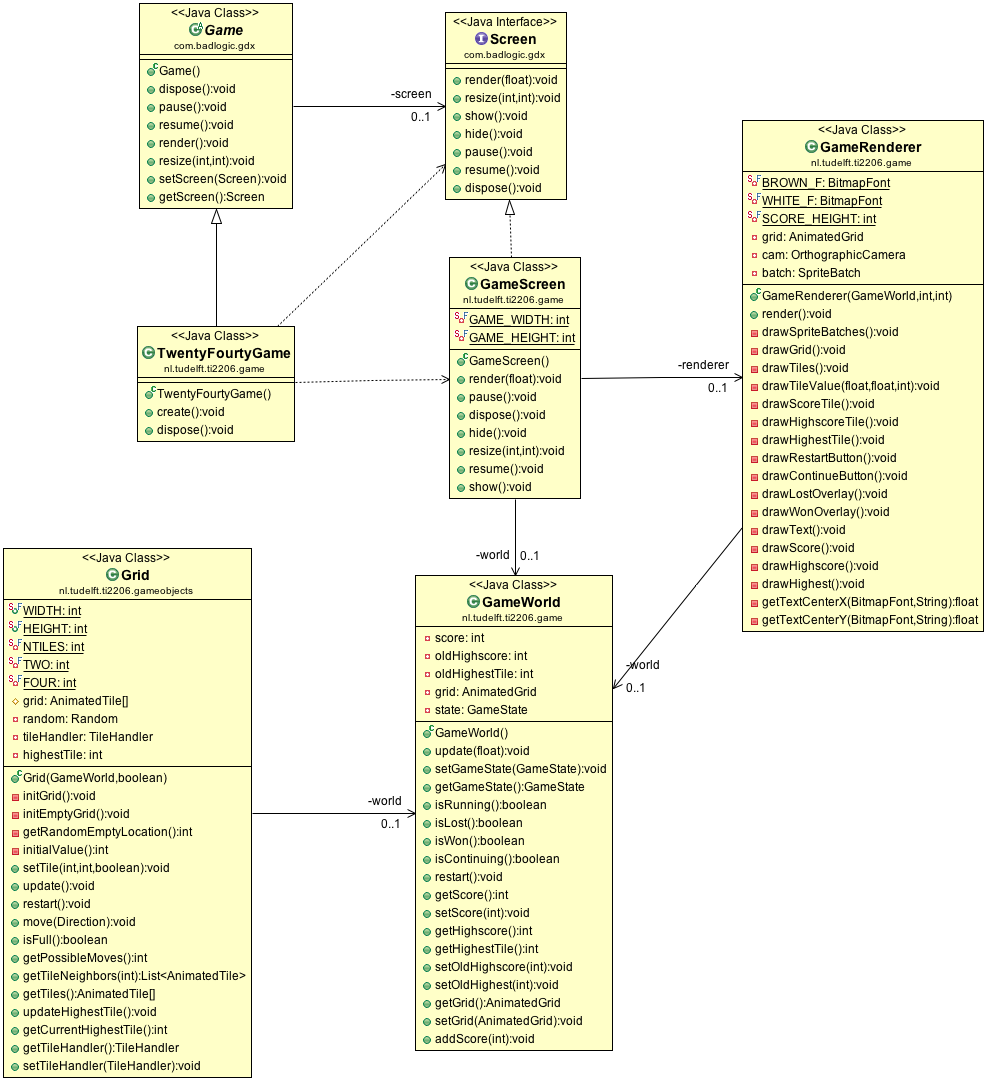 <<Java Class>>
Game
com.badlogic.gdx
Game()
dispose():void
pause():void
resume():void
render():void
resize(int,int):void
setScreen(Screen):void
getScreen():Screen
-screen
0..1
<<Java Interface>>
Screen
com.badlogic.gdx
render(float):void
resize(int,int):void
show():void
hide():void
pause():void
resume():void
dispose():void
<<Java Class>>
GameRenderer
nl.tudelft.ti2206.game
BROWN_F: BitmapFont
WHITE_F: BitmapFont
SCORE_HEIGHT: int
grid: AnimatedGrid
cam: OrthographicCamera
batch: SpriteBatch
GameRenderer(GameWorld,int,int)
render():void
drawSpriteBatches():void
drawGrid():void
drawTiles():void
drawTileValue(float,float,int):void
drawScoreTile():void
drawHighscoreTile():void
drawHighestTile():void
drawRestartButton():void
drawContinueButton():void
drawLostOverlay():void
drawWonOverlay():void
drawText():void
drawScore():void
drawHighscore():void
drawHighest():void
getTextCenterX(BitmapFont,String):float
getTextCenterY(BitmapFont,String):float
<<Java Class>>
TwentyFourtyGame
nl.tudelft.ti2206.game
TwentyFourtyGame()
create():void
dispose():void
<<Java Class>>
GameScreen
nl.tudelft.ti2206.game
GAME_WIDTH: int
GAME_HEIGHT: int
GameScreen()
render(float):void
pause():void
dispose():void
hide():void
resize(int,int):void
resume():void
show():void
-renderer
0..1
-world
0..1
-world
0..1
<<Java Class>>
Grid
nl.tudelft.ti2206.gameobjects
WIDTH: int
HEIGHT: int
NTILES: int
TWO: int
FOUR: int
grid: AnimatedTile[]
random: Random
tileHandler: TileHandler
highestTile: int
Grid(GameWorld,boolean)
initGrid():void
initEmptyGrid():void
getRandomEmptyLocation():int
initialValue():int
setTile(int,int,boolean):void
update():void
restart():void
move(Direction):void
isFull():boolean
getPossibleMoves():int
getTileNeighbors(int):List<AnimatedTile>
getTiles():AnimatedTile[]
updateHighestTile():void
getCurrentHighestTile():int
getTileHandler():TileHandler
setTileHandler(TileHandler):void
-world
0..1
<<Java Class>>
GameWorld
nl.tudelft.ti2206.game
score: int
oldHighscore: int
oldHighestTile: int
grid: AnimatedGrid
state: GameState
GameWorld()
update(float):void
setGameState(GameState):void
getGameState():GameState
isRunning():boolean
isLost():boolean
isWon():boolean
isContinuing():boolean
restart():void
getScore():int
setScore(int):void
getHighscore():int
getHighestTile():int
setOldHighscore(int):void
setOldHighest(int):void
getGrid():AnimatedGrid
setGrid(AnimatedGrid):void
addScore(int):void